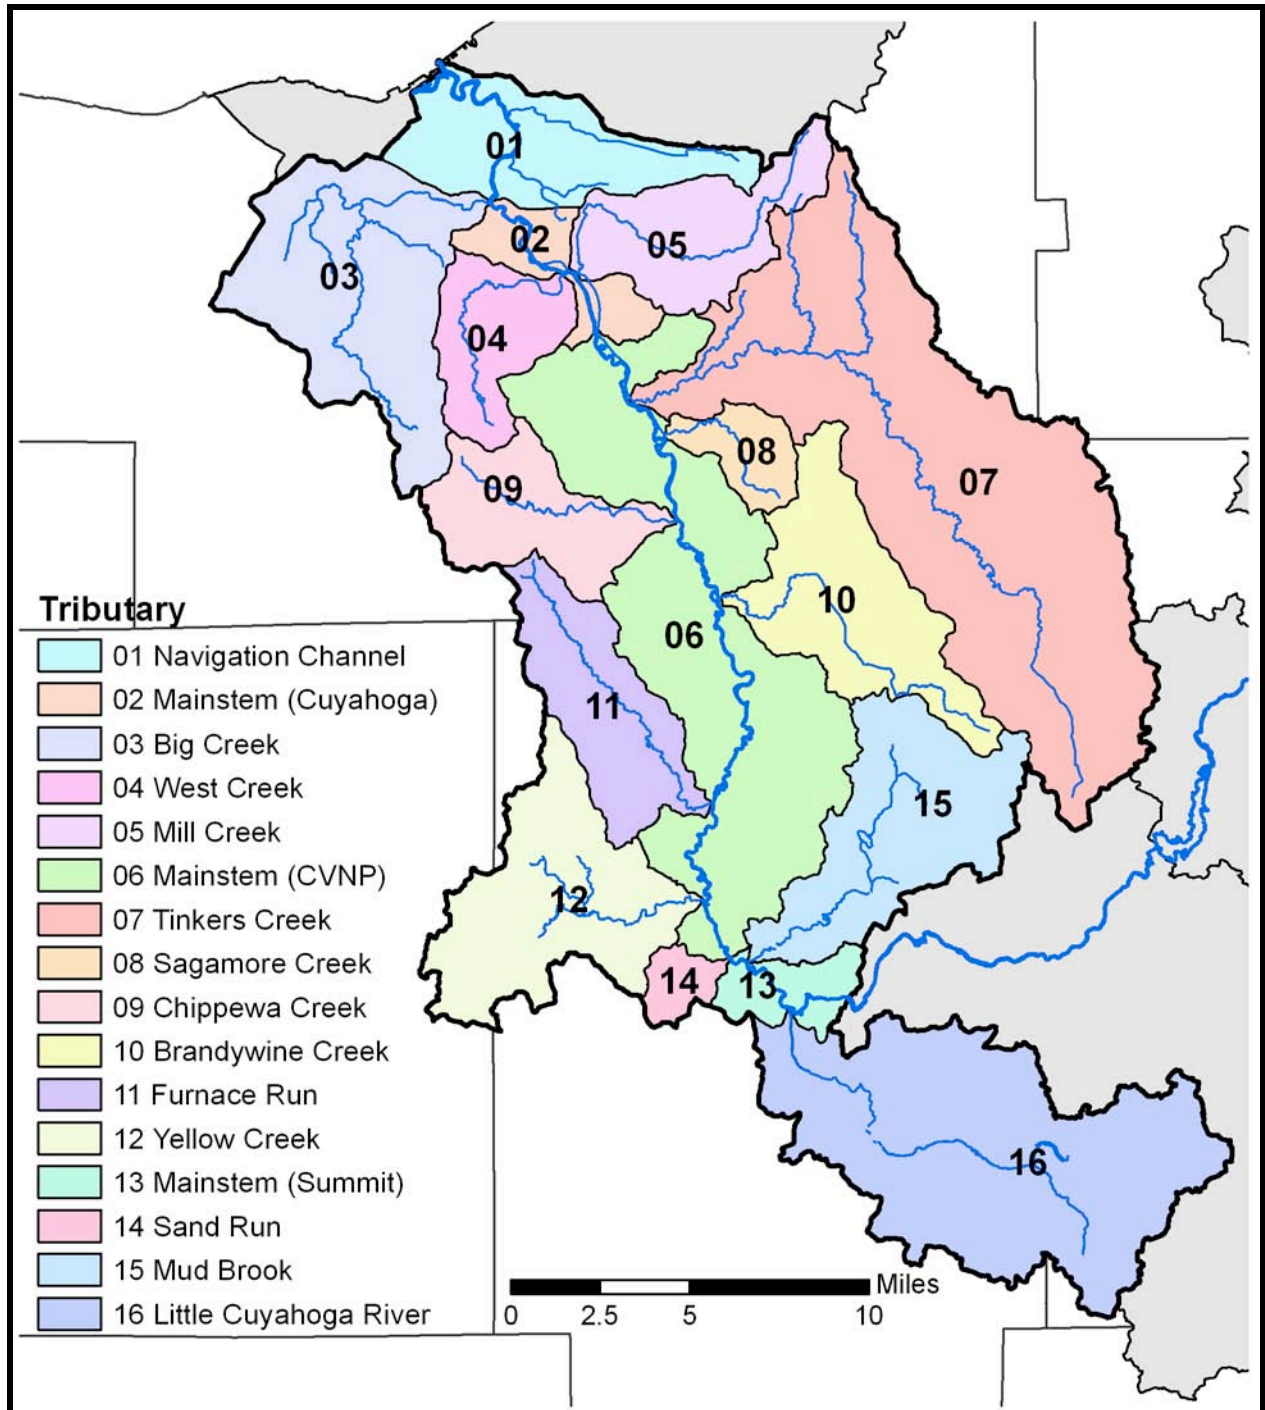 01
02
05
03
04
08
07
09
10
06
11
15
12
14
13
16
Tributary
01 Navigation Channel
02 Mainstem (Cuyahoga)
03 Big Creek
04 West Creek
05 Mill Creek
06 Mainstem (CVNP)
07 Tinkers Creek
08 Sagamore Creek
09 Chippewa Creek
10 Brandywine Creek
11 Furnace Run
12 Yellow Creek
13 Mainstem (Summit)
14 Sand Run
15 Mud Brook
16 Little Cuyahoga River
Miles
0 2.5 5 10